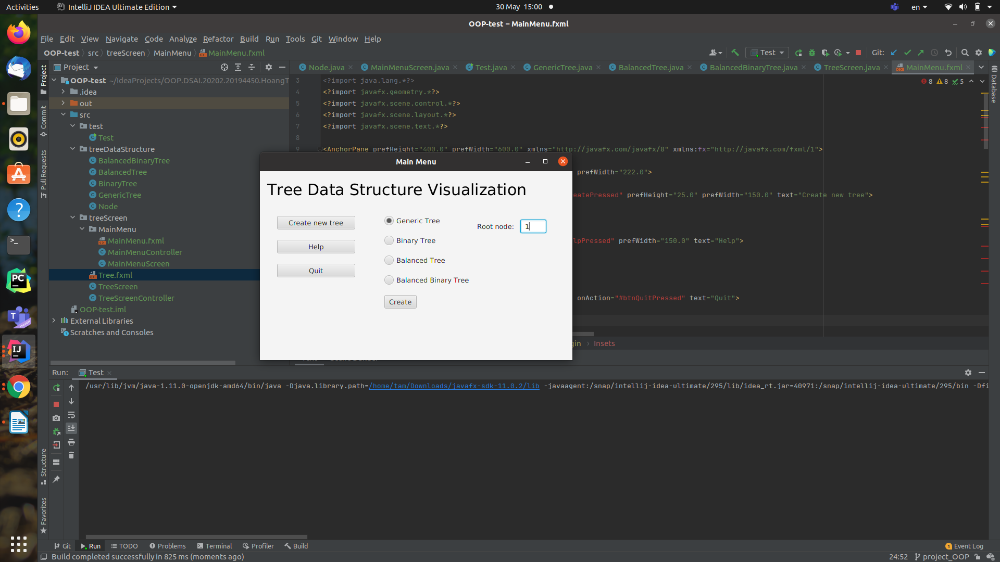 Activities
IntelliJ IDEA Ultimate Edition
30 May 15:00
en
OOP-test – MainMenu.fxml
File Edit View Navigate Code Analyze Refactor Build Run Tools Git Window Help
OOP-test src treeScreen MainMenu MainMenu.fxml
Test
Git:
Project
Node.java
MainMenuScreen.java
Test.java
GenericTree.java
BalancedTree.java
BalancedBinaryTree.java
TreeScreen.java
MainMenu.fxml
Project
Commit
Pull Requests
Structure
Favorites
Database
OOP-test ~/IdeaProjects/OOP.DSAI.20202.20194450.HoangT
.idea
out
src
test
Test
treeDataStructure
BalancedBinaryTree
BalancedTree
BinaryTree
GenericTree
Node
treeScreen
MainMenu
MainMenu.fxml
MainMenuController
MainMenuScreen
Tree.fxml
TreeScreen
TreeScreenController
OOP-test.iml
External Libraries
Scratches and Consoles
8 8 5
3 <?import java.lang.*?>
4 <?import javafx.geometry.*?>
5 <?import javafx.scene.control.*?>
6 <?import javafx.scene.layout.*?>
7 <?import javafx.scene.text.*?>
8
9 <AnchorPane prefHeight="400.0" prefWidth="600.0" xmlns="http://javafx.com/javafx/8" xmlns:fx="http://javafx.com/fxml/1">
prefWidth="222.0">
eatePressed" prefHeight="25.0" prefWidth="150.0" text="Create new tree">
lpPressed" prefWidth="150.0" text="Help">
onAction="#btnQuitPressed" text="Quit">
gin Insets
Main Menu
Tree Data Structure Visualization
Create new tree
Help
Quit
Generic Tree
Binary Tree
Balanced Tree
Balanced Binary Tree
Create
Root node: 1
Run: Test
/usr/lib/jvm/java-1.11.0-openjdk-amd64/bin/java -Djava.library.path=/home/tam/Downloads/javafx-sdk-11.0.2/lib -javaagent:/snap/intellij-idea-ultimate/295/lib/idea_rt.jar=40971:/snap/intellij-idea-ultimate/295/bin -Dfi
Git Run TODO Problems Terminal Profiler Build
1 Event Log
Build completed successfully in 825 ms (moments ago)
24:52 project_OOP